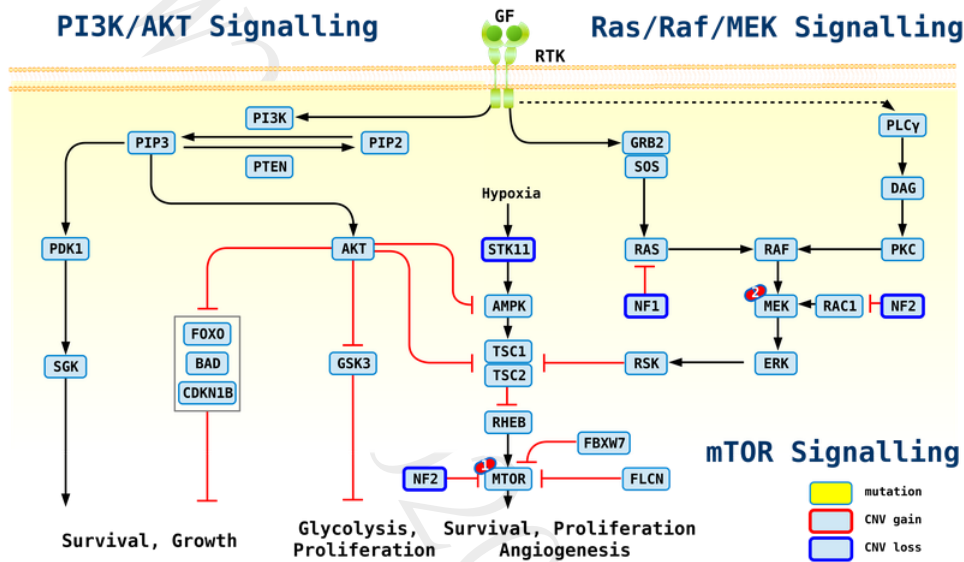 PI3K/AKT Signalling
GF
Ras/Raf/MEK Signalling
RTK
PI3K
PLCγ
PIP3
PIP2
GRB2
PTEN
SOS
DAG
Hypoxia
PDK1
AKT
STK11
RAS
RAF
PKC
2
AMPK
NF1
MEK
RAC1
NF2
FOXO
TSC1
BAD
GSK3
RSK
ERK
SGK
TSC2
CDKN1B
RHEB
FBXW7
mTOR Signalling
1
NF2
MTOR
FLCN
mutation
CNV gain
CNV loss
Survival, Growth
Glycolysis,
Proliferation
Survival, Proliferation
Angiogenesis